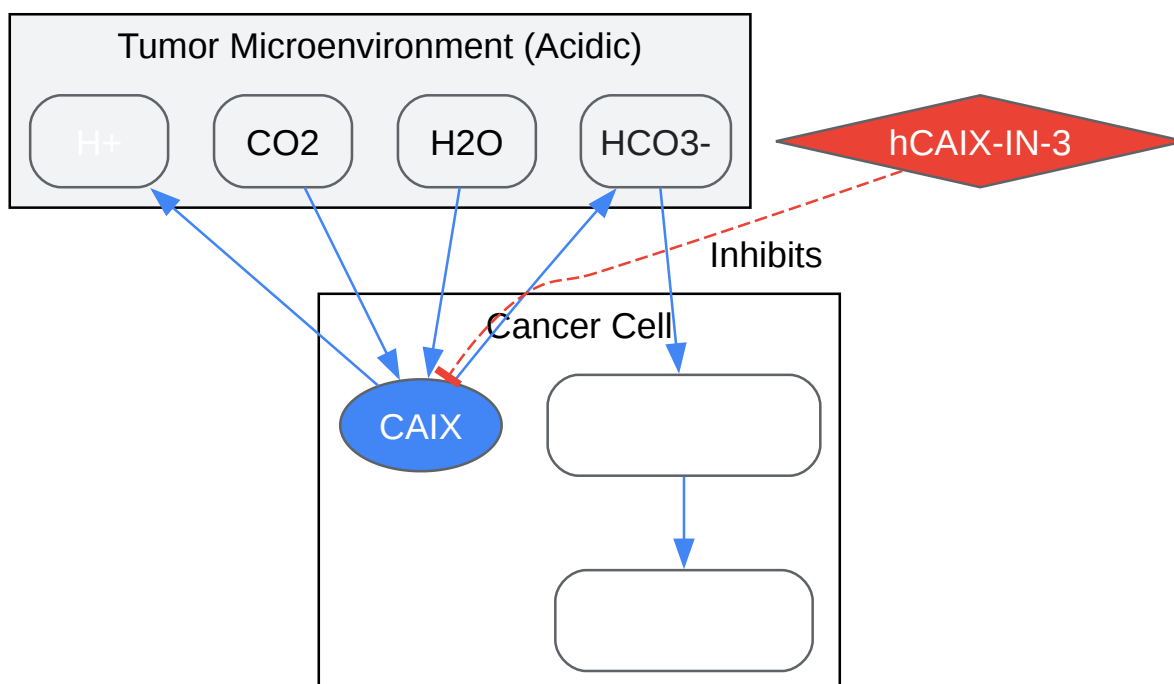 Tumor Microenvironment (Acidic)
H+
CO2
H2O
HCO3-
hCAIX-IN-3
Inhibits
Cancer Cell
CAIX